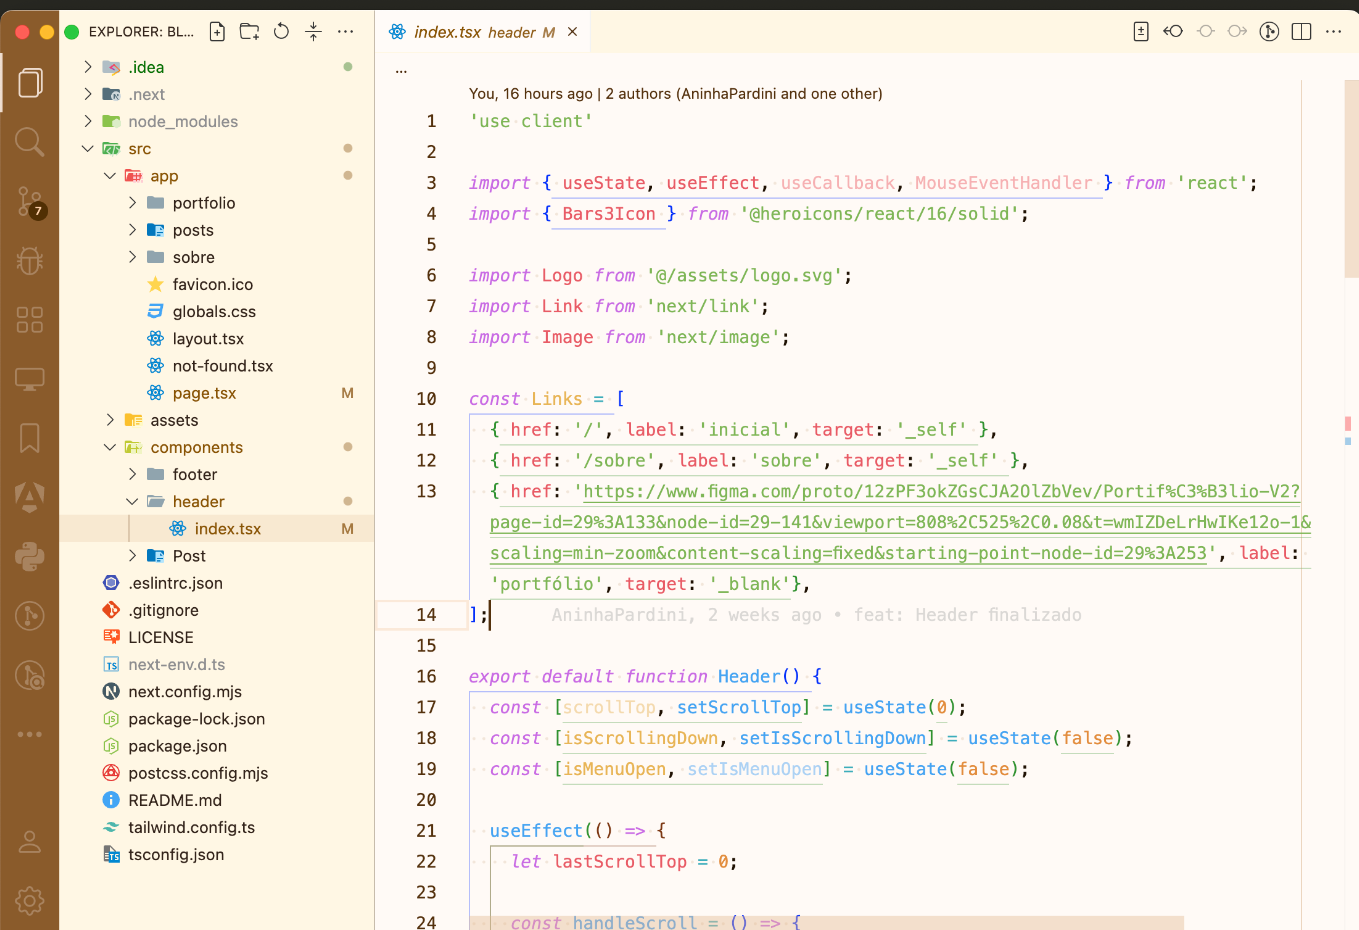 EXPLORER: BL...
index.tsx header M
.idea
.next
node_modules
src
app
portfolio
posts
sobre
favicon.ico
globals.css
layout.tsx
not-found.tsx
page.tsx M
assets
components
footer
header
index.tsx M
Post
.eslintrc.json
.gitignore
LICENSE
next-env.d.ts
next.config.mjs
package-lock.json
package.json
postcss.config.mjs
README.md
tailwind.config.ts
tsconfig.json
7
...
You, 16 hours ago | 2 authors (AninhaPardini and one other)
1 'use client'
2
3 import { useState, useEffect, useCallback, MouseEventHandler } from 'react';
4 import { Bars3Icon } from '@heroicons/react/16/solid';
5
6 import Logo from '@/assets/logo.svg';
7 import Link from 'next/link';
8 import Image from 'next/image';
9
10 const Links = [
11 { href: '/', label: 'inicial', target: '_self' },
12 { href: '/sobre', label: 'sobre', target: '_self' },
13 { href: 'https://www.figma.com/proto/12zPF3okZGsCJA2OlZbVev/Portif%C3%B3lio-V2?
page-id=29%3A133&node-id=29-141&viewport=808%2C525%2C0.08&t=wmIZDeLrHwIKe12o-1&
scaling=min-zoom&content-scaling=fixed&starting-point-node-id=29%3A253', label:
'portfólio', target: '_blank'},
14 ]; AninhaPardini, 2 weeks ago • feat: Header finalizado
15
16 export default function Header() {
17 const [scrollTop, setScrollTop] = useState(0);
18 const [isScrollingDown, setIsScrollingDown] = useState(false);
19 const [isMenuOpen, setIsMenuOpen] = useState(false);
20
21 useEffect(() => {
22 let lastScrollTop = 0;
23
24 const handleScroll = () => {